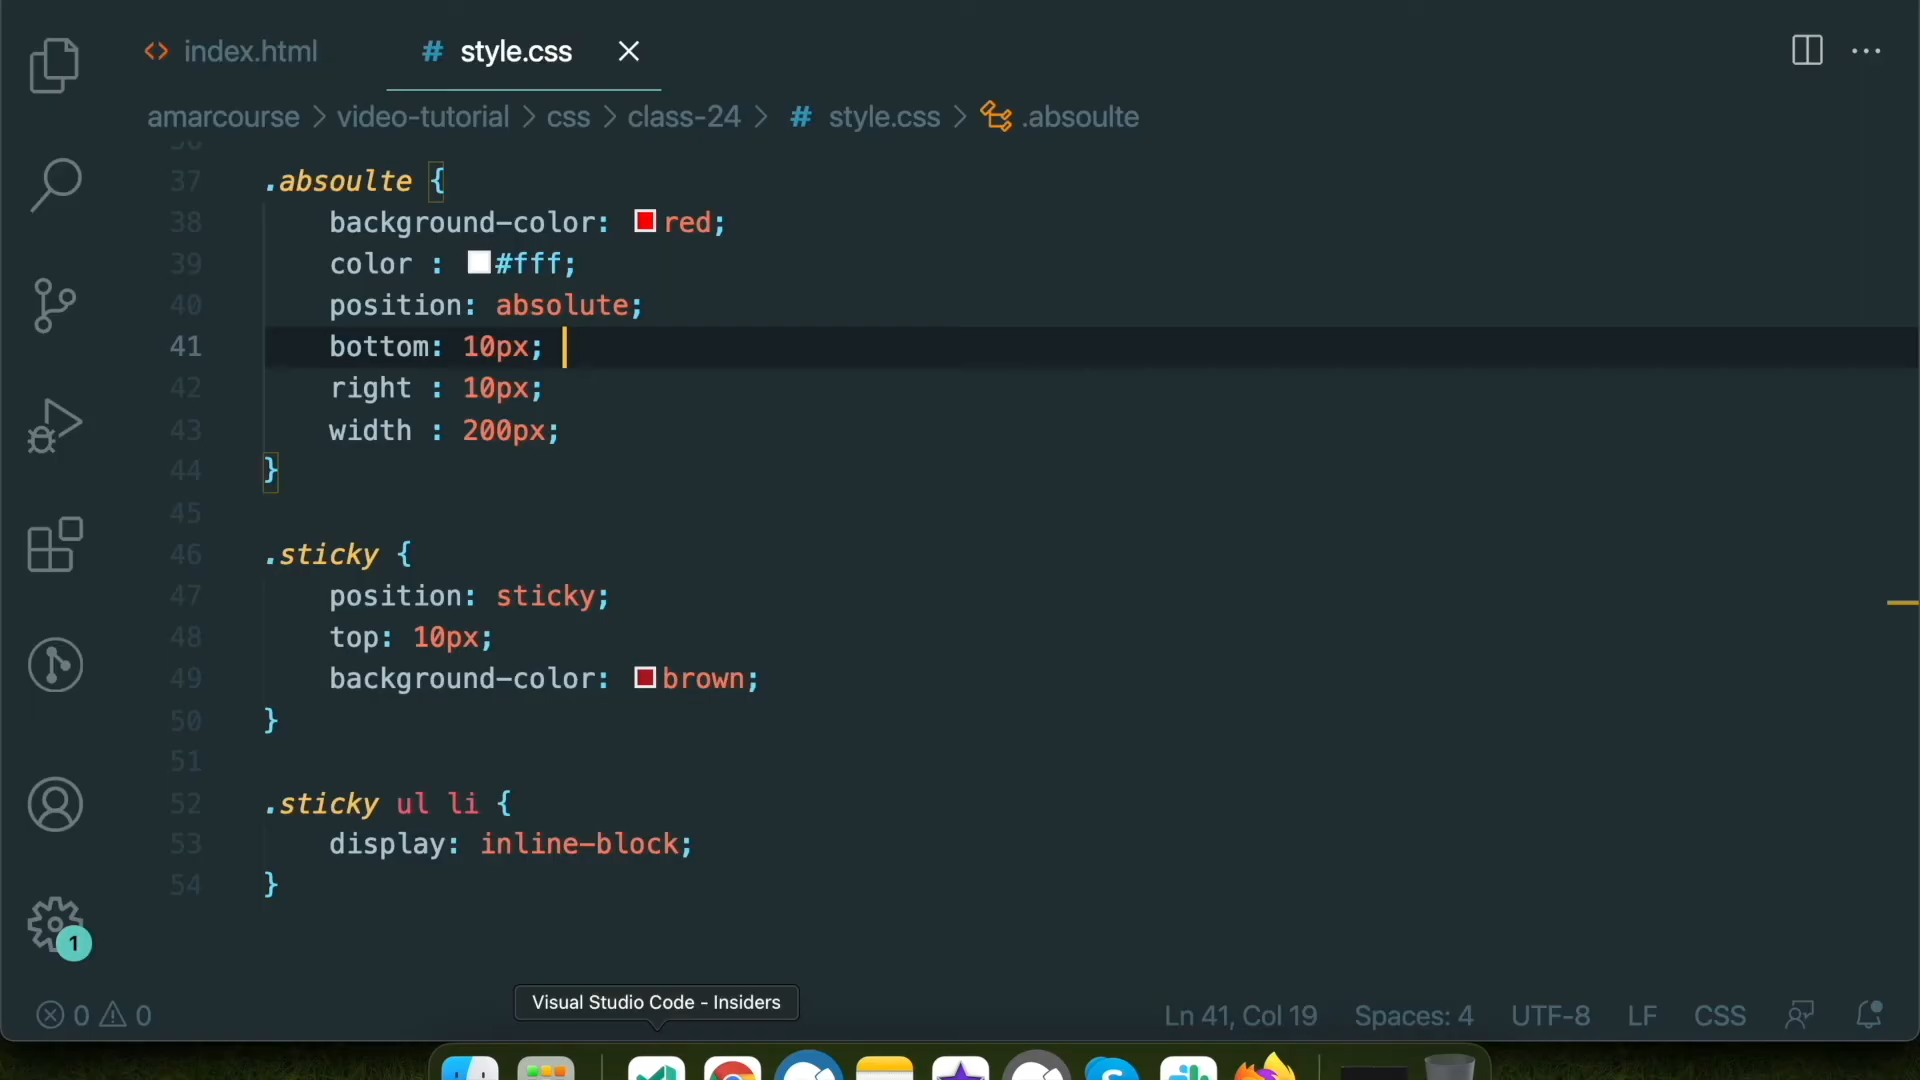 index.html
style.css
amarcourse > video-tutorial > css > class-24 > # style.css > .absoulte
37 .absoulte {
38 background-color: red;
39 color : #fff;
40 position: absolute;
41 bottom: 10px;
42 right : 10px;
43 width : 200px;
44 }
45
46 .sticky {
47 position: sticky;
48 top: 10px;
49 background-color: brown;
50 }
51
52 .sticky ul li {
53 display: inline-block;
54 }
1
Visual Studio Code - Insiders
0 0 Ln 41, Col 19 Spaces: 4 UTF-8 LF CSS